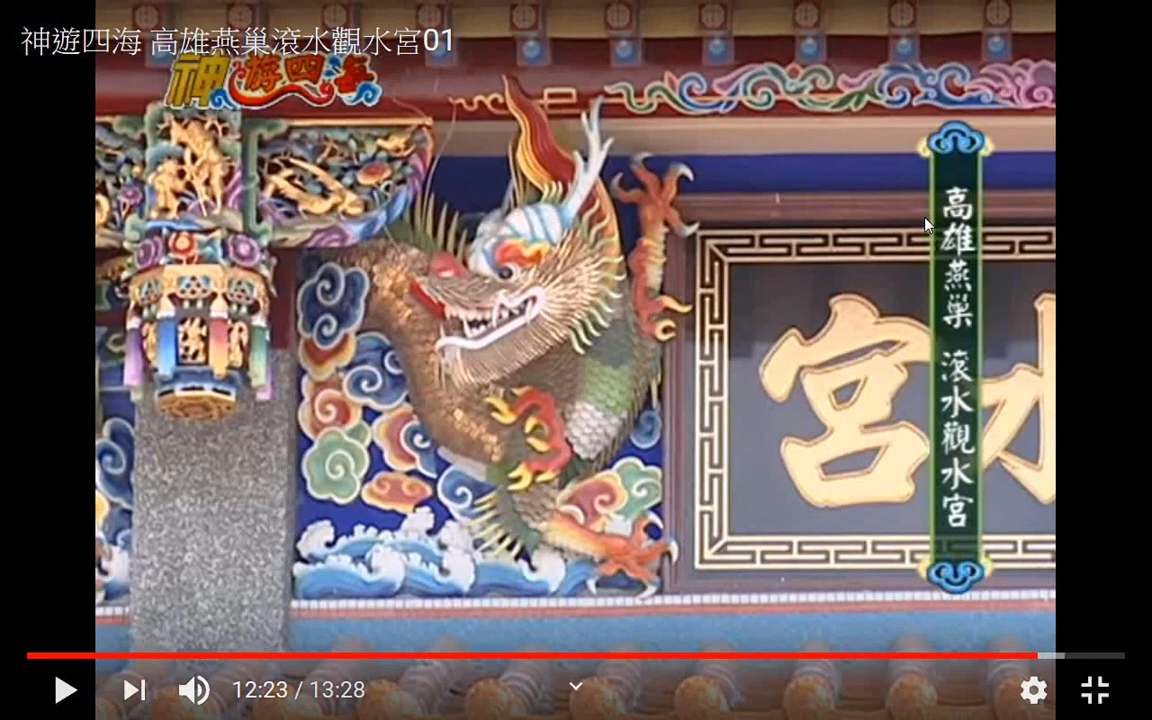 神遊四海 高雄燕巢滾水觀水宮01
神遊四海
高雄燕巢 滾水觀水宮
宮
12:23 / 13:28